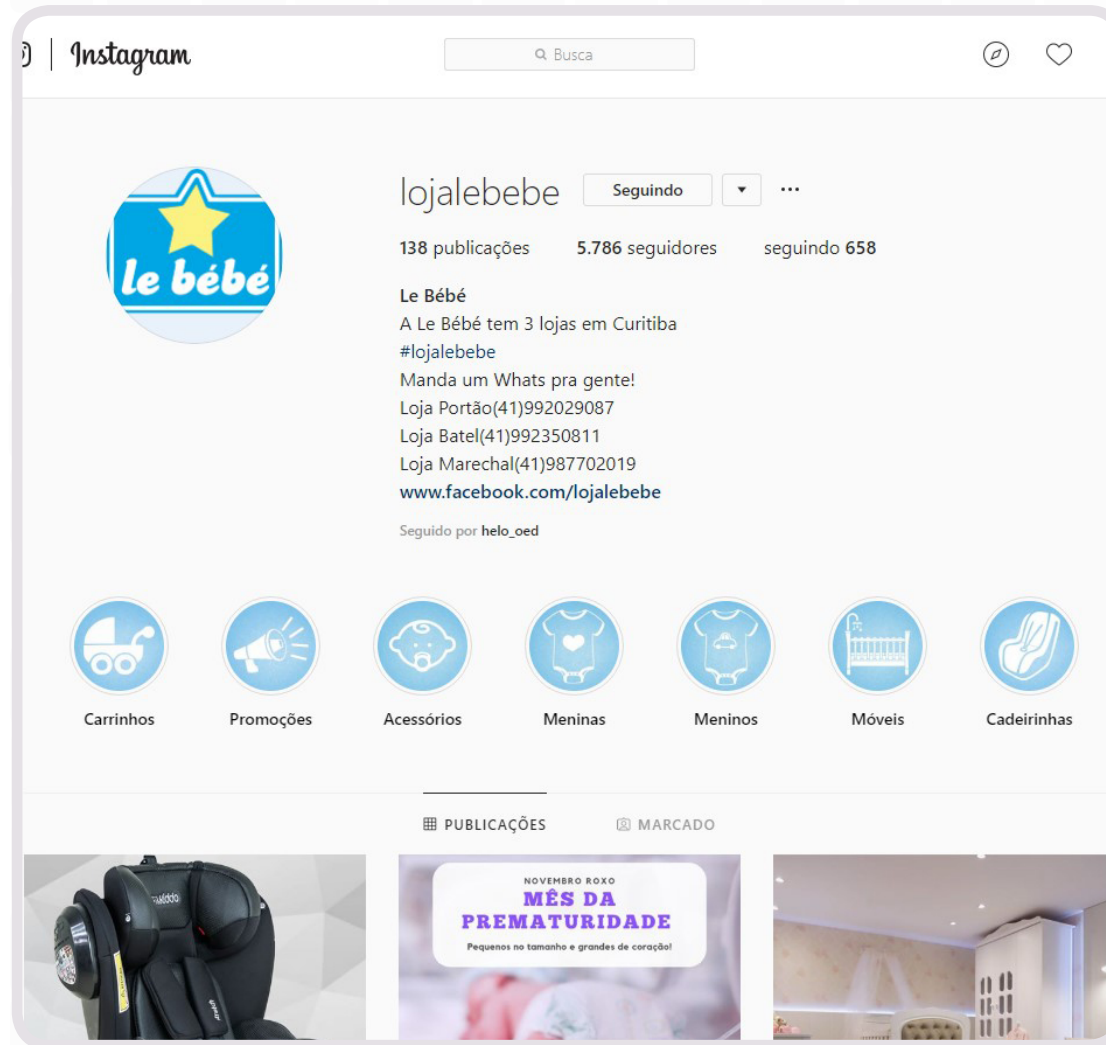 Instagram
Busca
le bébé
lojalebebe Seguindo
138 publicações 5.786 seguidores seguindo 658
Le Bébé
A Le Bébé tem 3 lojas em Curitiba
#lojalebebe
Manda um Whats pra gente!
Loja Portão(41)992029087
Loja Batel(41)992350811
Loja Marechal(41)987702019
www.facebook.com/lojalebebe
Seguido por helo_oed
Carrinhos Promoções Acessórios Meninas Meninos Móveis Cadeirinhas
PUBLICAÇÕES MARCADO
NOVEMBRO ROXO
MÊS DA
PREMATURIDADE
Pequenos no tamanho e grandes de coração!